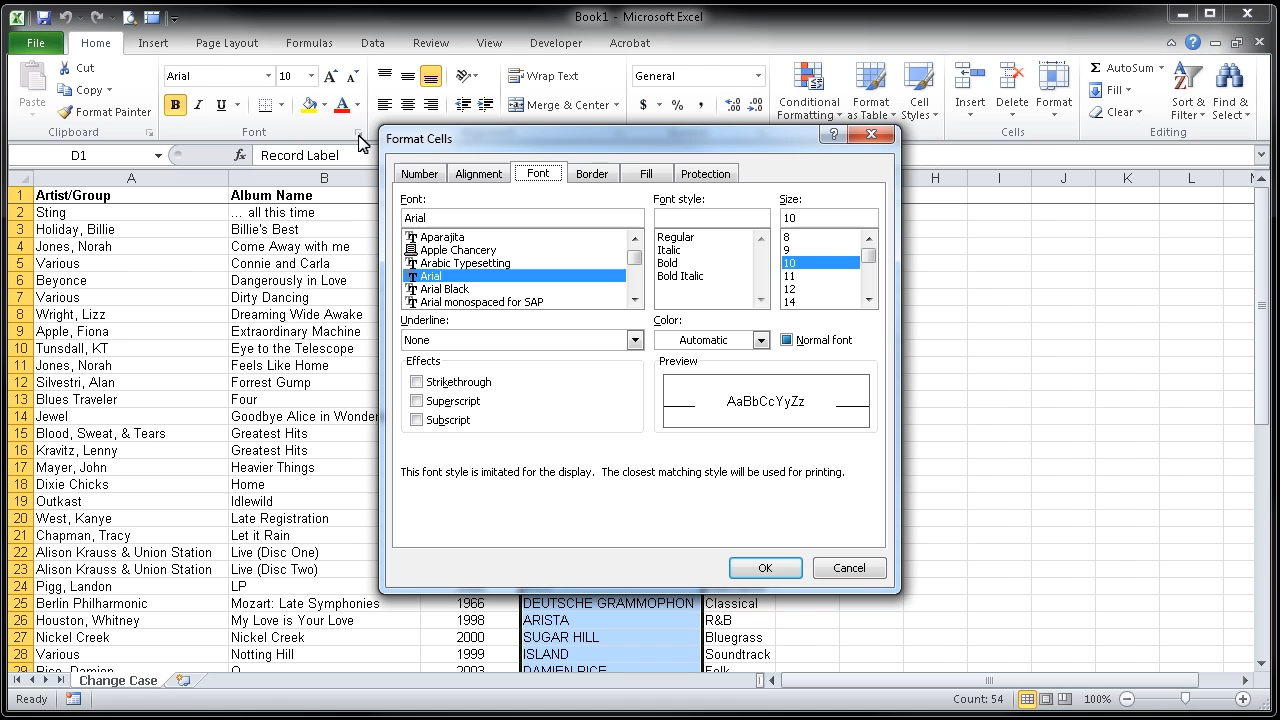 Book1 - Microsoft Excel
File Home Insert Page Layout Formulas Data Review View Developer Acrobat
Paste Cut Copy Format Painter Clipboard
Arial 10 B I U Font
Wrap Text Merge & Center
General $ % ,
Conditional Formatting Format as Table Cell Styles
Insert Delete Format Cells
AutoSum Fill Clear Sort & Filter Find & Select Editing
D1 fx Record Label
A B H I J K L
1 Artist/Group Album Name
2 Sting ... all this time
3 Holiday, Billie Billie's Best
4 Jones, Norah Come Away with me
5 Various Connie and Carla
6 Beyonce Dangerously in Love
7 Various Dirty Dancing
8 Wright, Lizz Dreaming Wide Awake
9 Apple, Fiona Extraordinary Machine
10 Tunsdall, KT Eye to the Telescope
11 Jones, Norah Feels Like Home
12 Silvestri, Alan Forrest Gump
13 Blues Traveler Four
14 Jewel Goodbye Alice in Wonder
15 Blood, Sweat, & Tears Greatest Hits
16 Kravitz, Lenny Greatest Hits
17 Mayer, John Heavier Things
18 Dixie Chicks Home
19 Outkast Idlewild
20 West, Kanye Late Registration
21 Chapman, Tracy Let it Rain
22 Alison Krauss & Union Station Live (Disc One)
23 Alison Krauss & Union Station Live (Disc Two)
24 Pigg, Landon LP
25 Berlin Philharmonic Mozart: Late Symphonies 1966 DEUTSCHE GRAMMOPHON Classical
26 Houston, Whitney My Love is Your Love 1998 ARISTA R&B
27 Nickel Creek Nickel Creek 2000 SUGAR HILL Bluegrass
28 Various Notting Hill 1999 ISLAND Soundtrack
29 Rice, Damien O 2003 DAMIEN RICE Folk
Format Cells
Number Alignment Font Border Fill Protection
Font: Font style: Size:
Arial 10
Aparajita Regular 8
Apple Chancery Italic 9
Arabic Typesetting Bold 10
Arial Bold Italic 11
Arial Black 12
Arial monospaced for SAP 14
Underline: Color:
None Automatic Normal font
Effects Preview
Strikethrough
Superscript AaBbCcYyZz
Subscript
This font style is imitated for the display. The closest matching style will be used for printing.
OK Cancel
Change Case
Ready Count: 54 100%